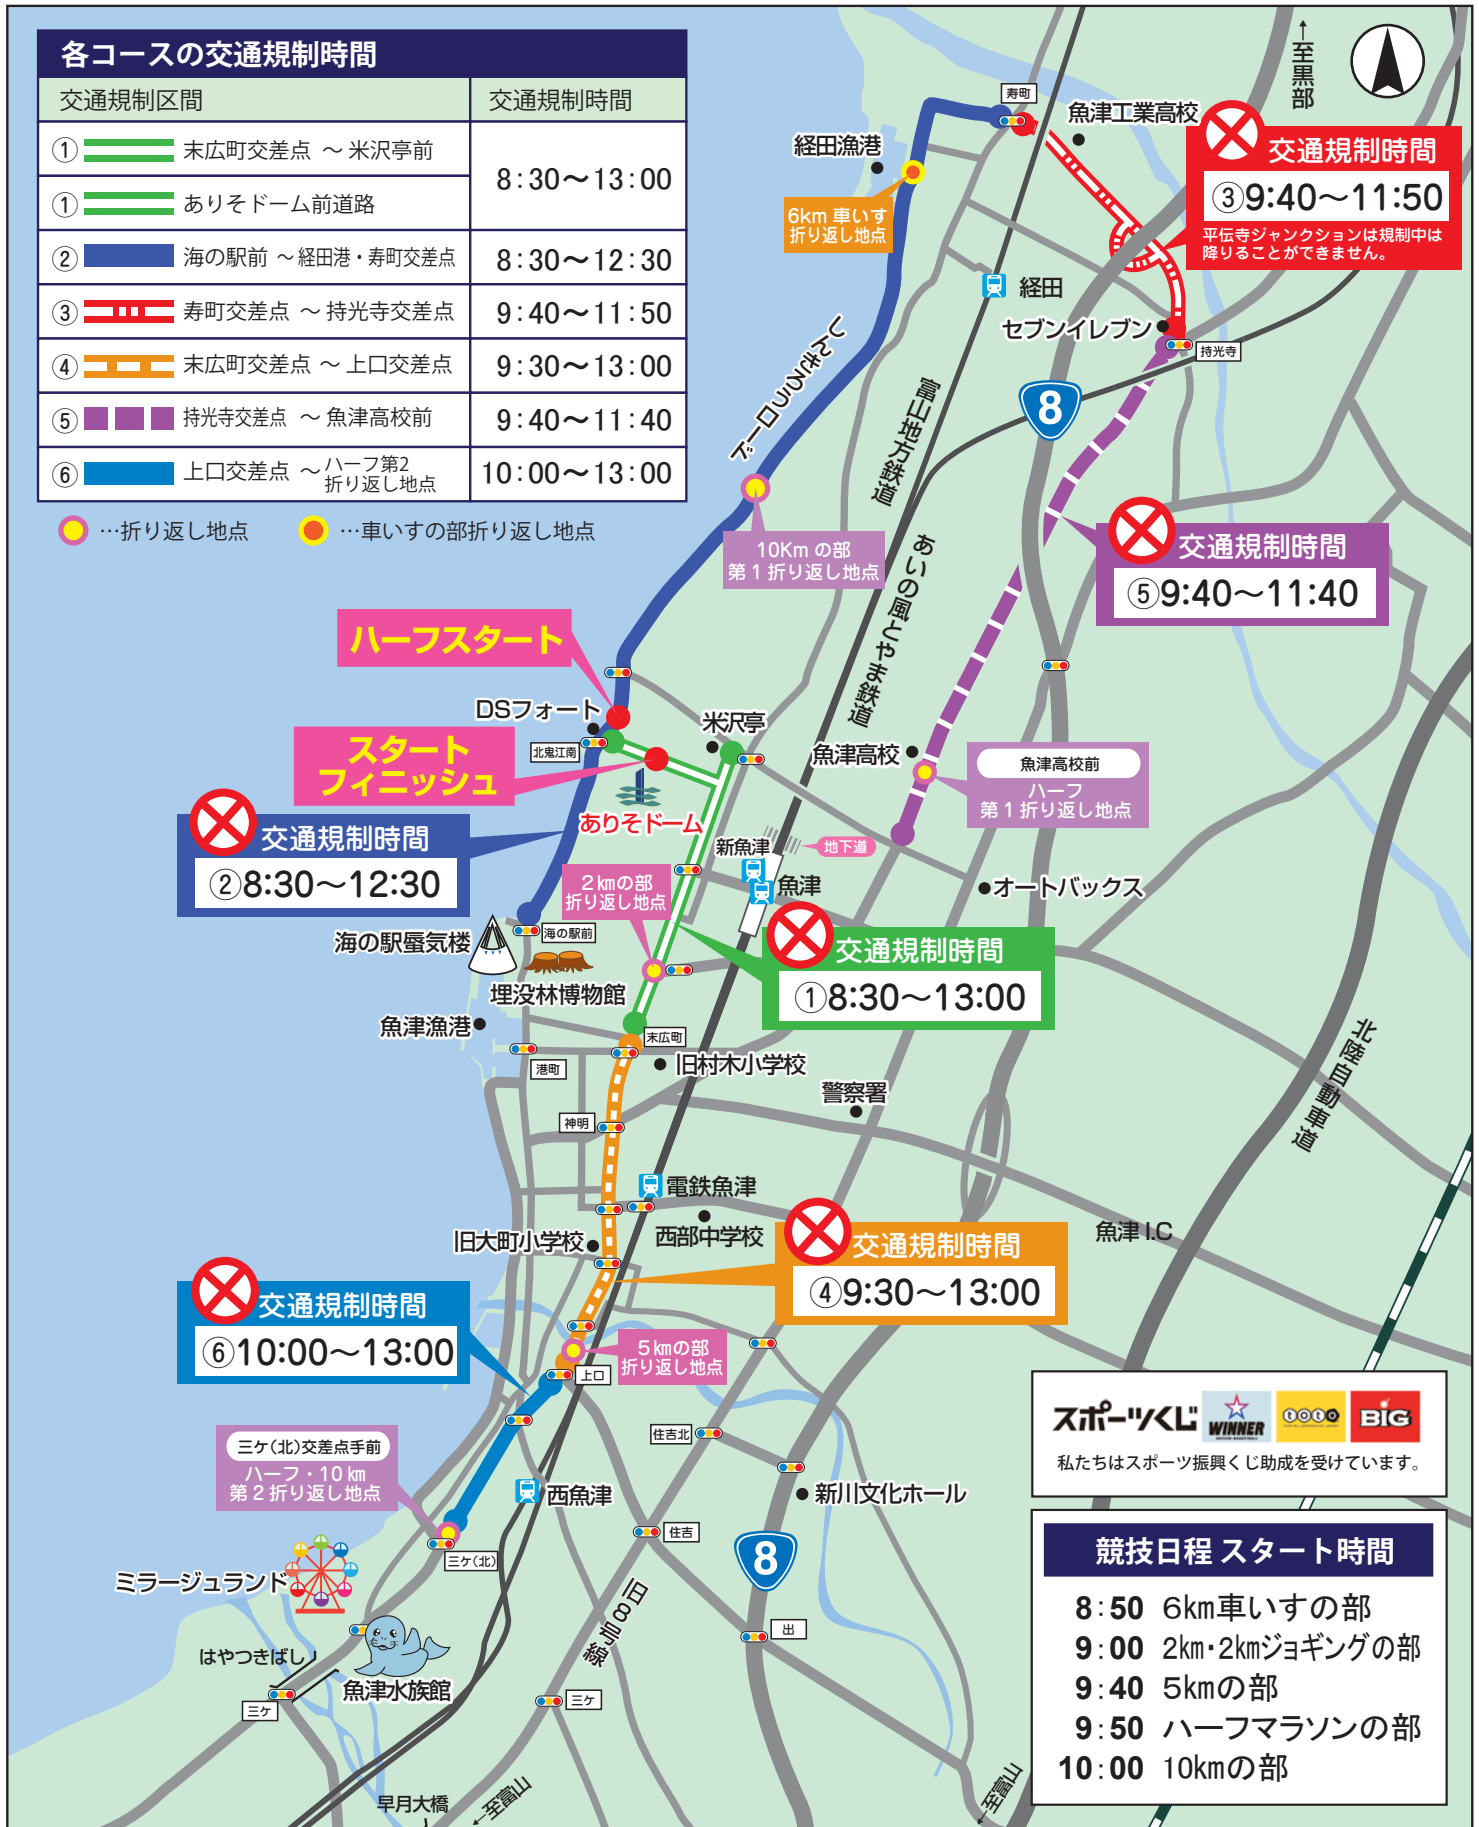 各コースの交通規制時間
交通規制区間 交通規制時間
① 末広町交差点 ～ 米沢亭前
8:30～13:00
① ありそドーム前道路
② 海の駅前 ～経田港・寿町交差点 8:30～12:30
③ 寿町交差点 ～ 持光寺交差点 9:40～11:50
④ 末広町交差点 ～ 上口交差点 9:30～13:00
⑤ 持光寺交差点 ～ 魚津高校前 9:40～11:40
⑥ 上口交差点 ～ハーフ第2
折り返し地点
10:00～13:00
…折り返し地点
…車いすの部折り返し地点
←至黒部
寿町
魚津工業高校
経田漁港
交通規制時間
③9:40～11:50
平伝寺ジャンクションは規制中は
降りることができません。
6km 車いす
折り返し地点
経田
セブンイレブン
持光寺
しんきろうロード
富山地方鉄道
8
10Km の部
第1折り返し地点
あいの風とやま鉄道
交通規制時間
⑤9:40～11:40
ハーフスタート
DSフォート
北鬼江南
スタート
フィニッシュ
米沢亭
魚津高校
魚津高校前
ハーフ
第1折り返し地点
ありそドーム
交通規制時間
②8:30～12:30
新魚津
地下道
魚津
2kmの部
折り返し地点
オートバックス
海の駅蜃気楼
海の駅前
埋没林博物館
交通規制時間
①8:30～13:00
魚津漁港
末広町
港町
旧村木小学校
北陸自動車道
警察署
神明
電鉄魚津
西部中学校
旧大町小学校
魚津 I.C
交通規制時間
④9:30～13:00
交通規制時間
⑥10:00～13:00
5kmの部
折り返し地点
上口
三ケ(北)交差点手前
ハーフ・10km
第2折り返し地点
住吉北
西魚津
新川文化ホール
住吉
三ケ(北)
8
ミラージュランド
旧8号線
出
はやつきばし
魚津水族館
三ケ
三ケ
早月大橋
←至富山
←至富山
スポーツくじ WINNER toto BIG
私たちはスポーツ振興くじ助成を受けています。
競技日程 スタート時間
8:50 6km車いすの部
9:00 2km・2kmジョギングの部
9:40 5kmの部
9:50 ハーフマラソンの部
10:00 10kmの部